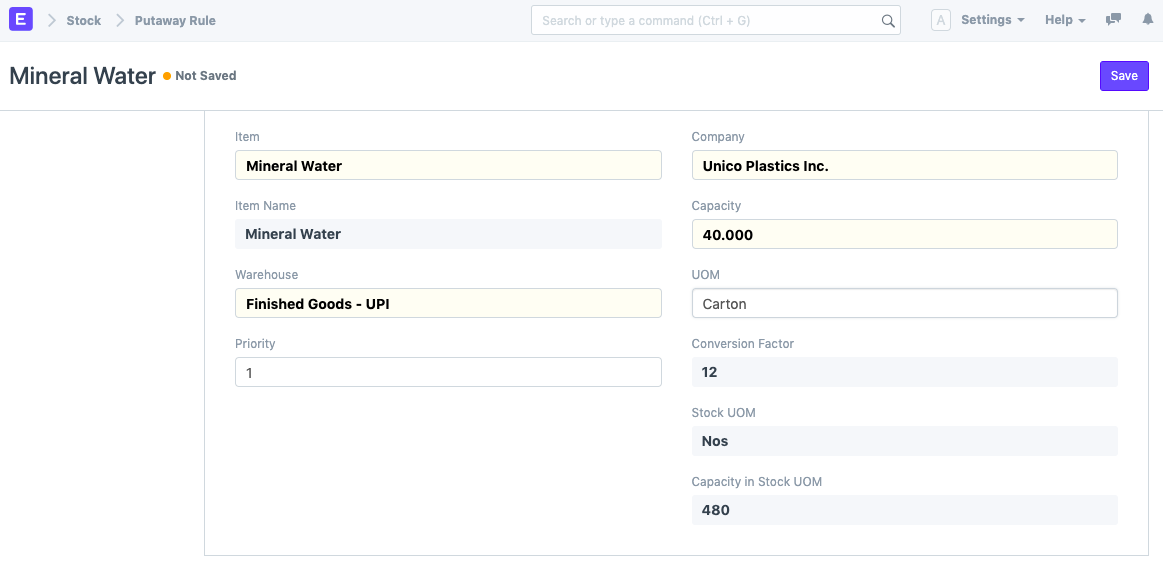 E Stock Putaway Rule Search or type a command (Ctrl + G) A Settings Help
Mineral Water Not Saved Save
Item
Mineral Water
Item Name
Mineral Water
Warehouse
Finished Goods - UPI
Priority
1
Company
Unico Plastics Inc.
Capacity
40.000
UOM
Carton
Conversion Factor
12
Stock UOM
Nos
Capacity in Stock UOM
480